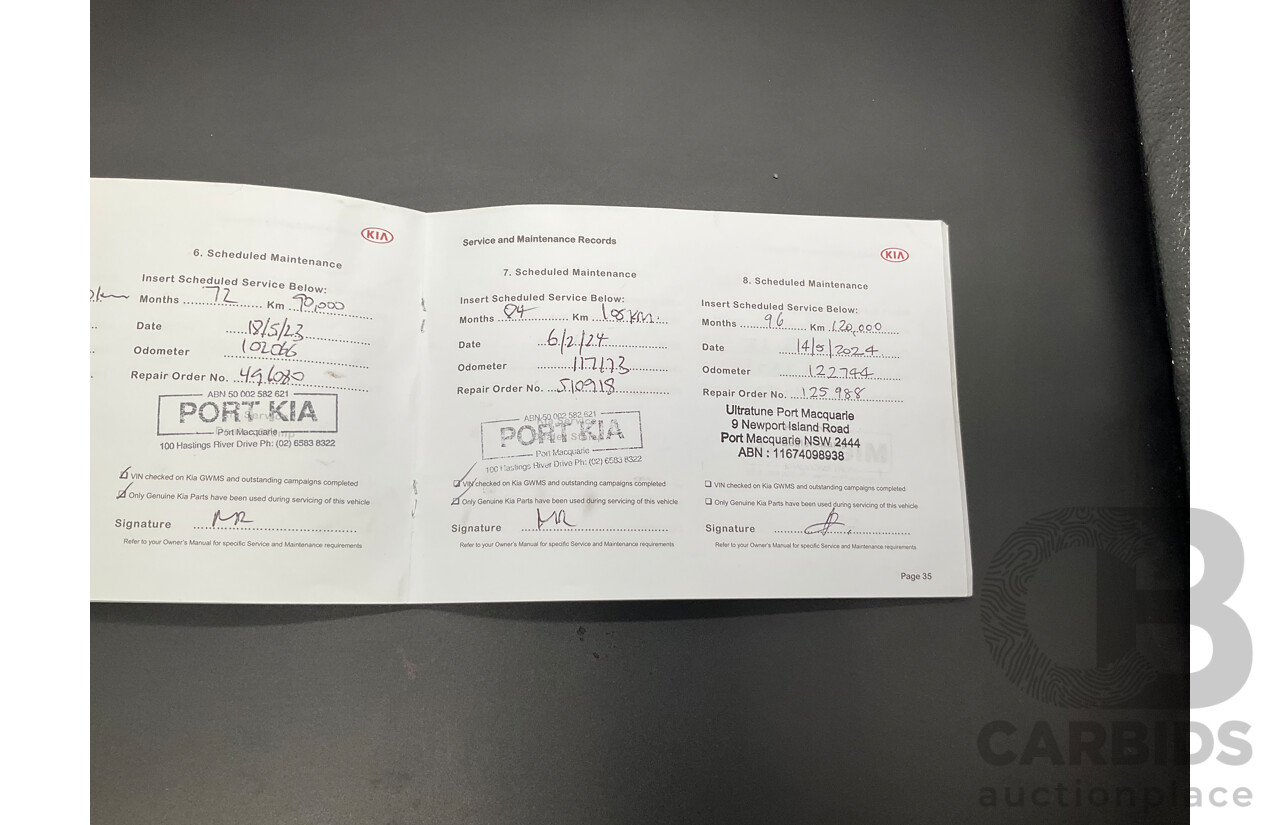 KIA
6. Scheduled Maintenance
Insert Scheduled Service Below:
Months 72 Km 90,000
Date 18/5/23
Odometer 102066
Repair Order No.
ABN 50 002 582 621
PORT KIA
Port Macquarie
100 Hastings River Drive Ph: (02) 6583 8322
VIN checked on Kia GWMS and outstanding campaigns completed
Only Genuine Kia Parts have been used during servicing of this vehicle
Signature MR
Refer to your Owner's Manual for specific Service and Maintenance requirements
Service and Maintenance Records
7. Scheduled Maintenance
Insert Scheduled Service Below:
Months 84 Km
Date 6/2/24
Odometer 117173
Repair Order No. 510918
ABN 50 002 582 621
PORT KIA
Port Macquarie
100 Hastings River Drive Ph: (02) 6583 8322
VIN checked on Kia GWMS and outstanding campaigns completed
Only Genuine Kia Parts have been used during servicing of this vehicle
Signature MR
Refer to your Owner's Manual for specific Service and Maintenance requirements
KIA
8. Scheduled Maintenance
Insert Scheduled Service Below:
Months 96 Km 120,000
Date 14/5/2024
Odometer 122744
Repair Order No. 125988
Ultratune Port Macquarie
9 Newport Island Road
Port Macquarie NSW 2444
ABN : 11674098938
VIN checked on Kia GWMS and outstanding campaigns completed
Only Genuine Kia Parts have been used during servicing of this vehicle
Signature
Refer to your Owner's Manual for specific Service and Maintenance requirements
Page 35
CB
CARBIDS
auctionplace